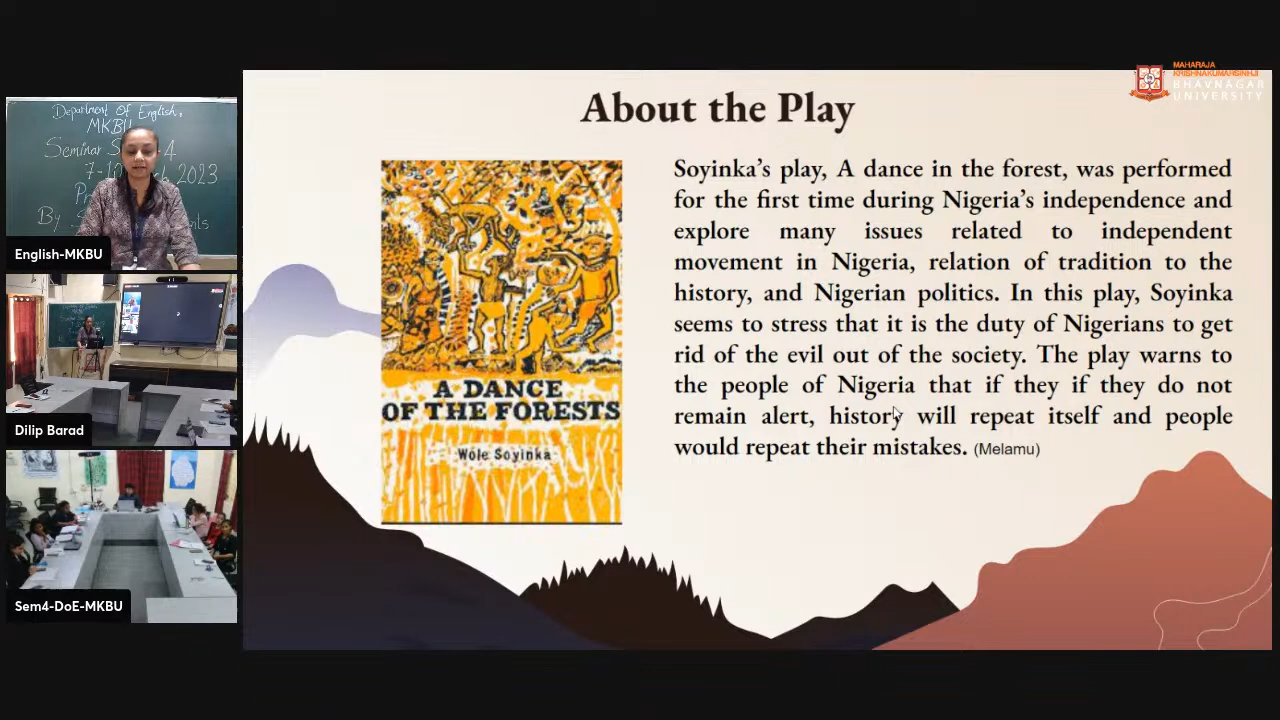 MAHARAJA
KRISHNAKUMARSINHJI
BHAVNAGAR
UNIVERSITY
About the Play
Department Of English,
MKBU
Seminar
4
2023
By
English-MKBU
Dilip Barad
Sem4-DoE-MKBU
A DANCE
OF THE FORESTS
Wole Soyinka
Soyinka’s play, A dance in the forest, was performed
for the first time during Nigeria’s independence and
explore many issues related to independent
movement in Nigeria, relation of tradition to the
history, and Nigerian politics. In this play, Soyinka
seems to stress that it is the duty of Nigerians to get
rid of the evil out of the society. The play warns to
the people of Nigeria that if they if they do not
remain alert, history will repeat itself and people
would repeat their mistakes. (Melamu)